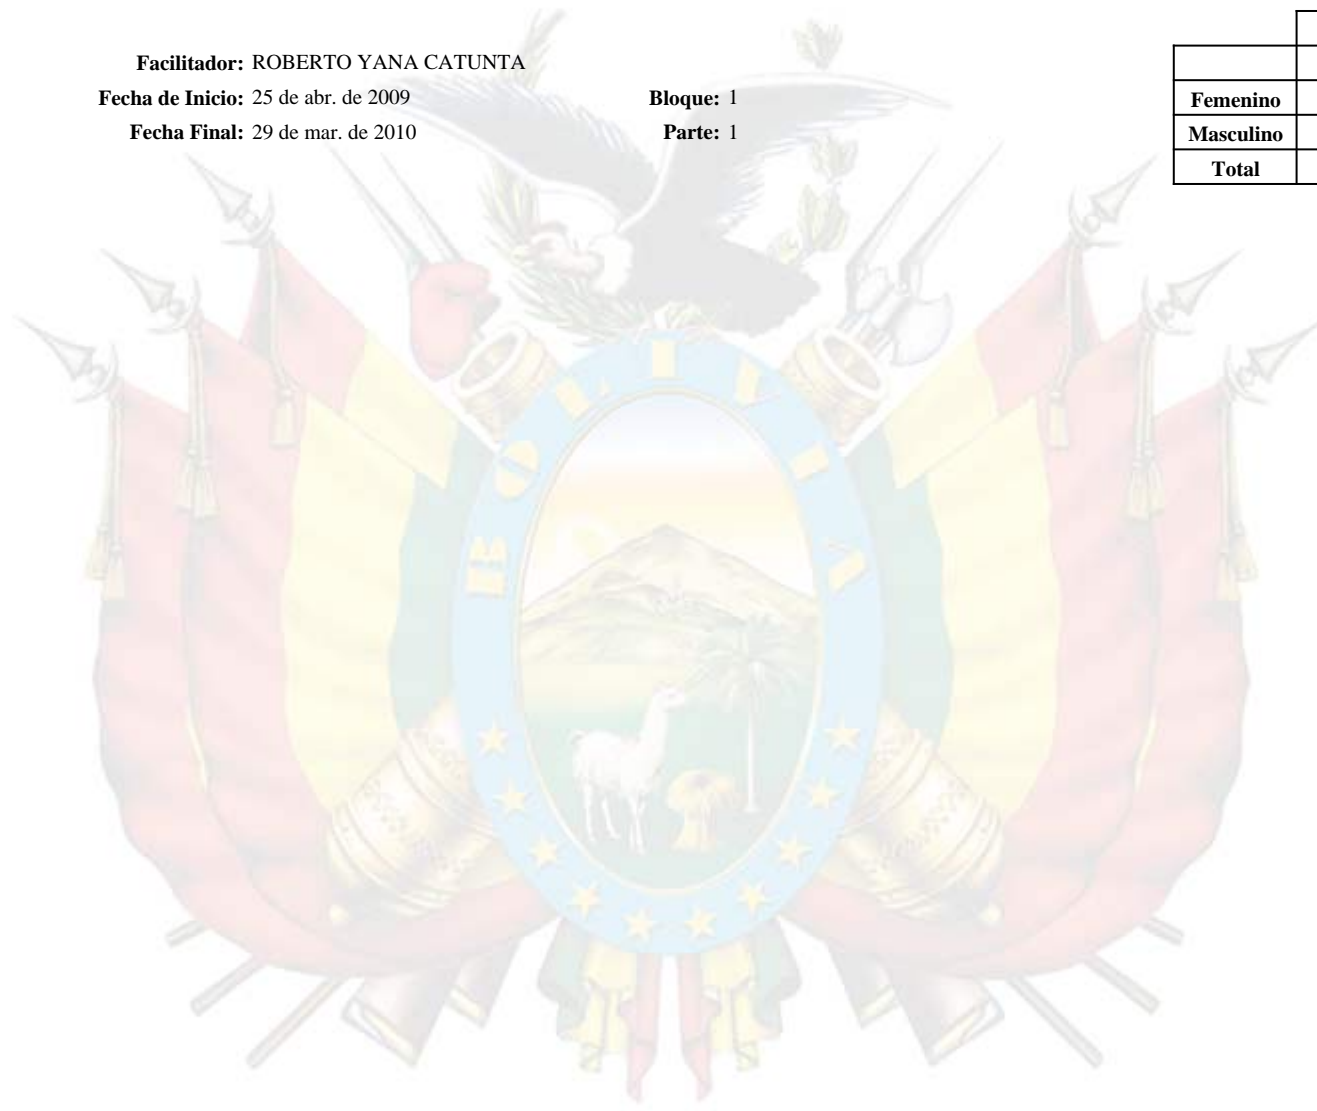 Facilitador: ROBERTO YANA CATUNTA
Fecha de Inicio: 25 de abr. de 2009 Bloque: 1
Fecha Final: 29 de mar. de 2010 Parte: 1
Femenino
Masculino
Total
BOLIVIA